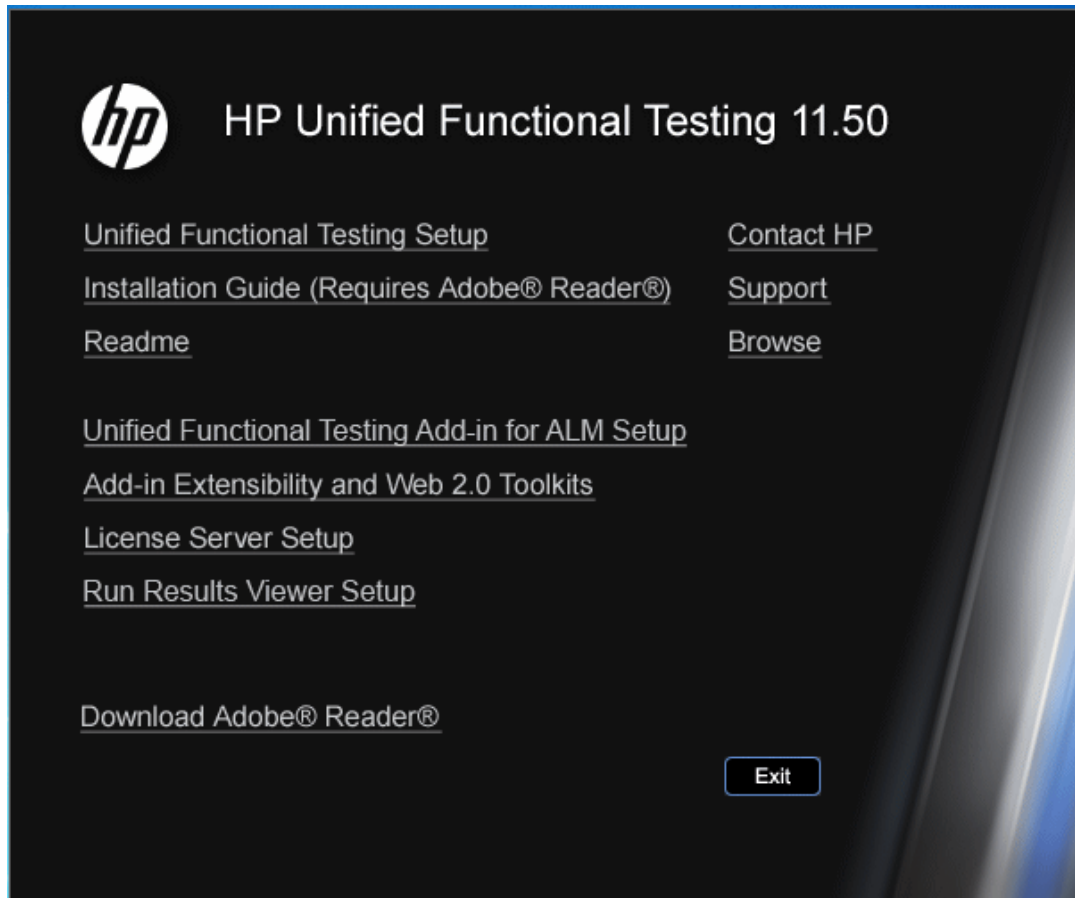 hp
HP Unified Functional Testing 11.50
Unified Functional Testing Setup
Contact HP
Installation Guide (Requires Adobe® Reader®)
Support
Readme
Browse
Unified Functional Testing Add-in for ALM Setup
Add-in Extensibility and Web 2.0 Toolkits
License Server Setup
Run Results Viewer Setup
Download Adobe® Reader®
Exit